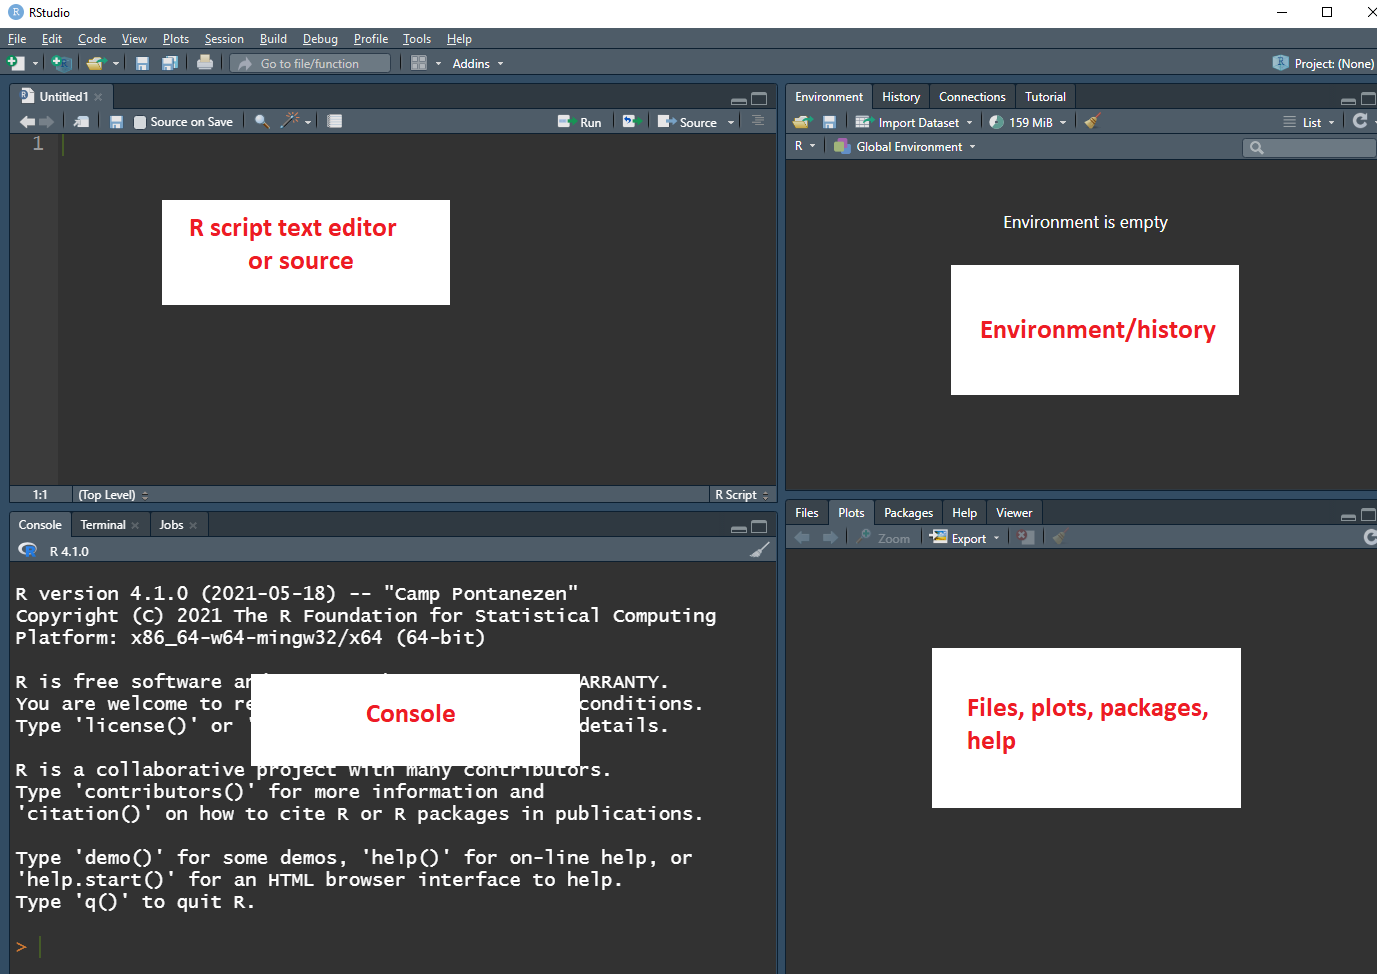 RStudio
File Edit Code View Plots Session Build Debug Profile Tools Help
Go to file/function Addins Project: (None)
Untitled1
Source on Save Run Source
1
R script text editor
or source
1:1 (Top Level) R Script
Console Terminal Jobs
R 4.1.0
R version 4.1.0 (2021-05-18) -- "Camp Pontanezen"
Copyright (C) 2021 The R Foundation for Statistical Computing
Platform: x86_64-w64-mingw32/x64 (64-bit)
R is free software ARRANTY.
You are welcome to conditions.
Type 'license()' or details.
Console
R is a collaborative project with many contributors.
Type 'contributors()' for more information and
'citation()' on how to cite R or R packages in publications.
Type 'demo()' for some demos, 'help()' for on-line help, or
'help.start()' for an HTML browser interface to help.
Type 'q()' to quit R.
>
Environment History Connections Tutorial
Import Dataset 159 MiB List
R Global Environment
Environment is empty
Environment/history
Files Plots Packages Help Viewer
Zoom Export
Files, plots, packages,
help